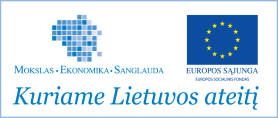 MOKSLAS • EKONOMIKA • SANGLAUDA
EUROPOS SĄJUNGA
EUROPOS SOCIALINIS FONDAS
Kuriame Lietuvos ateitį